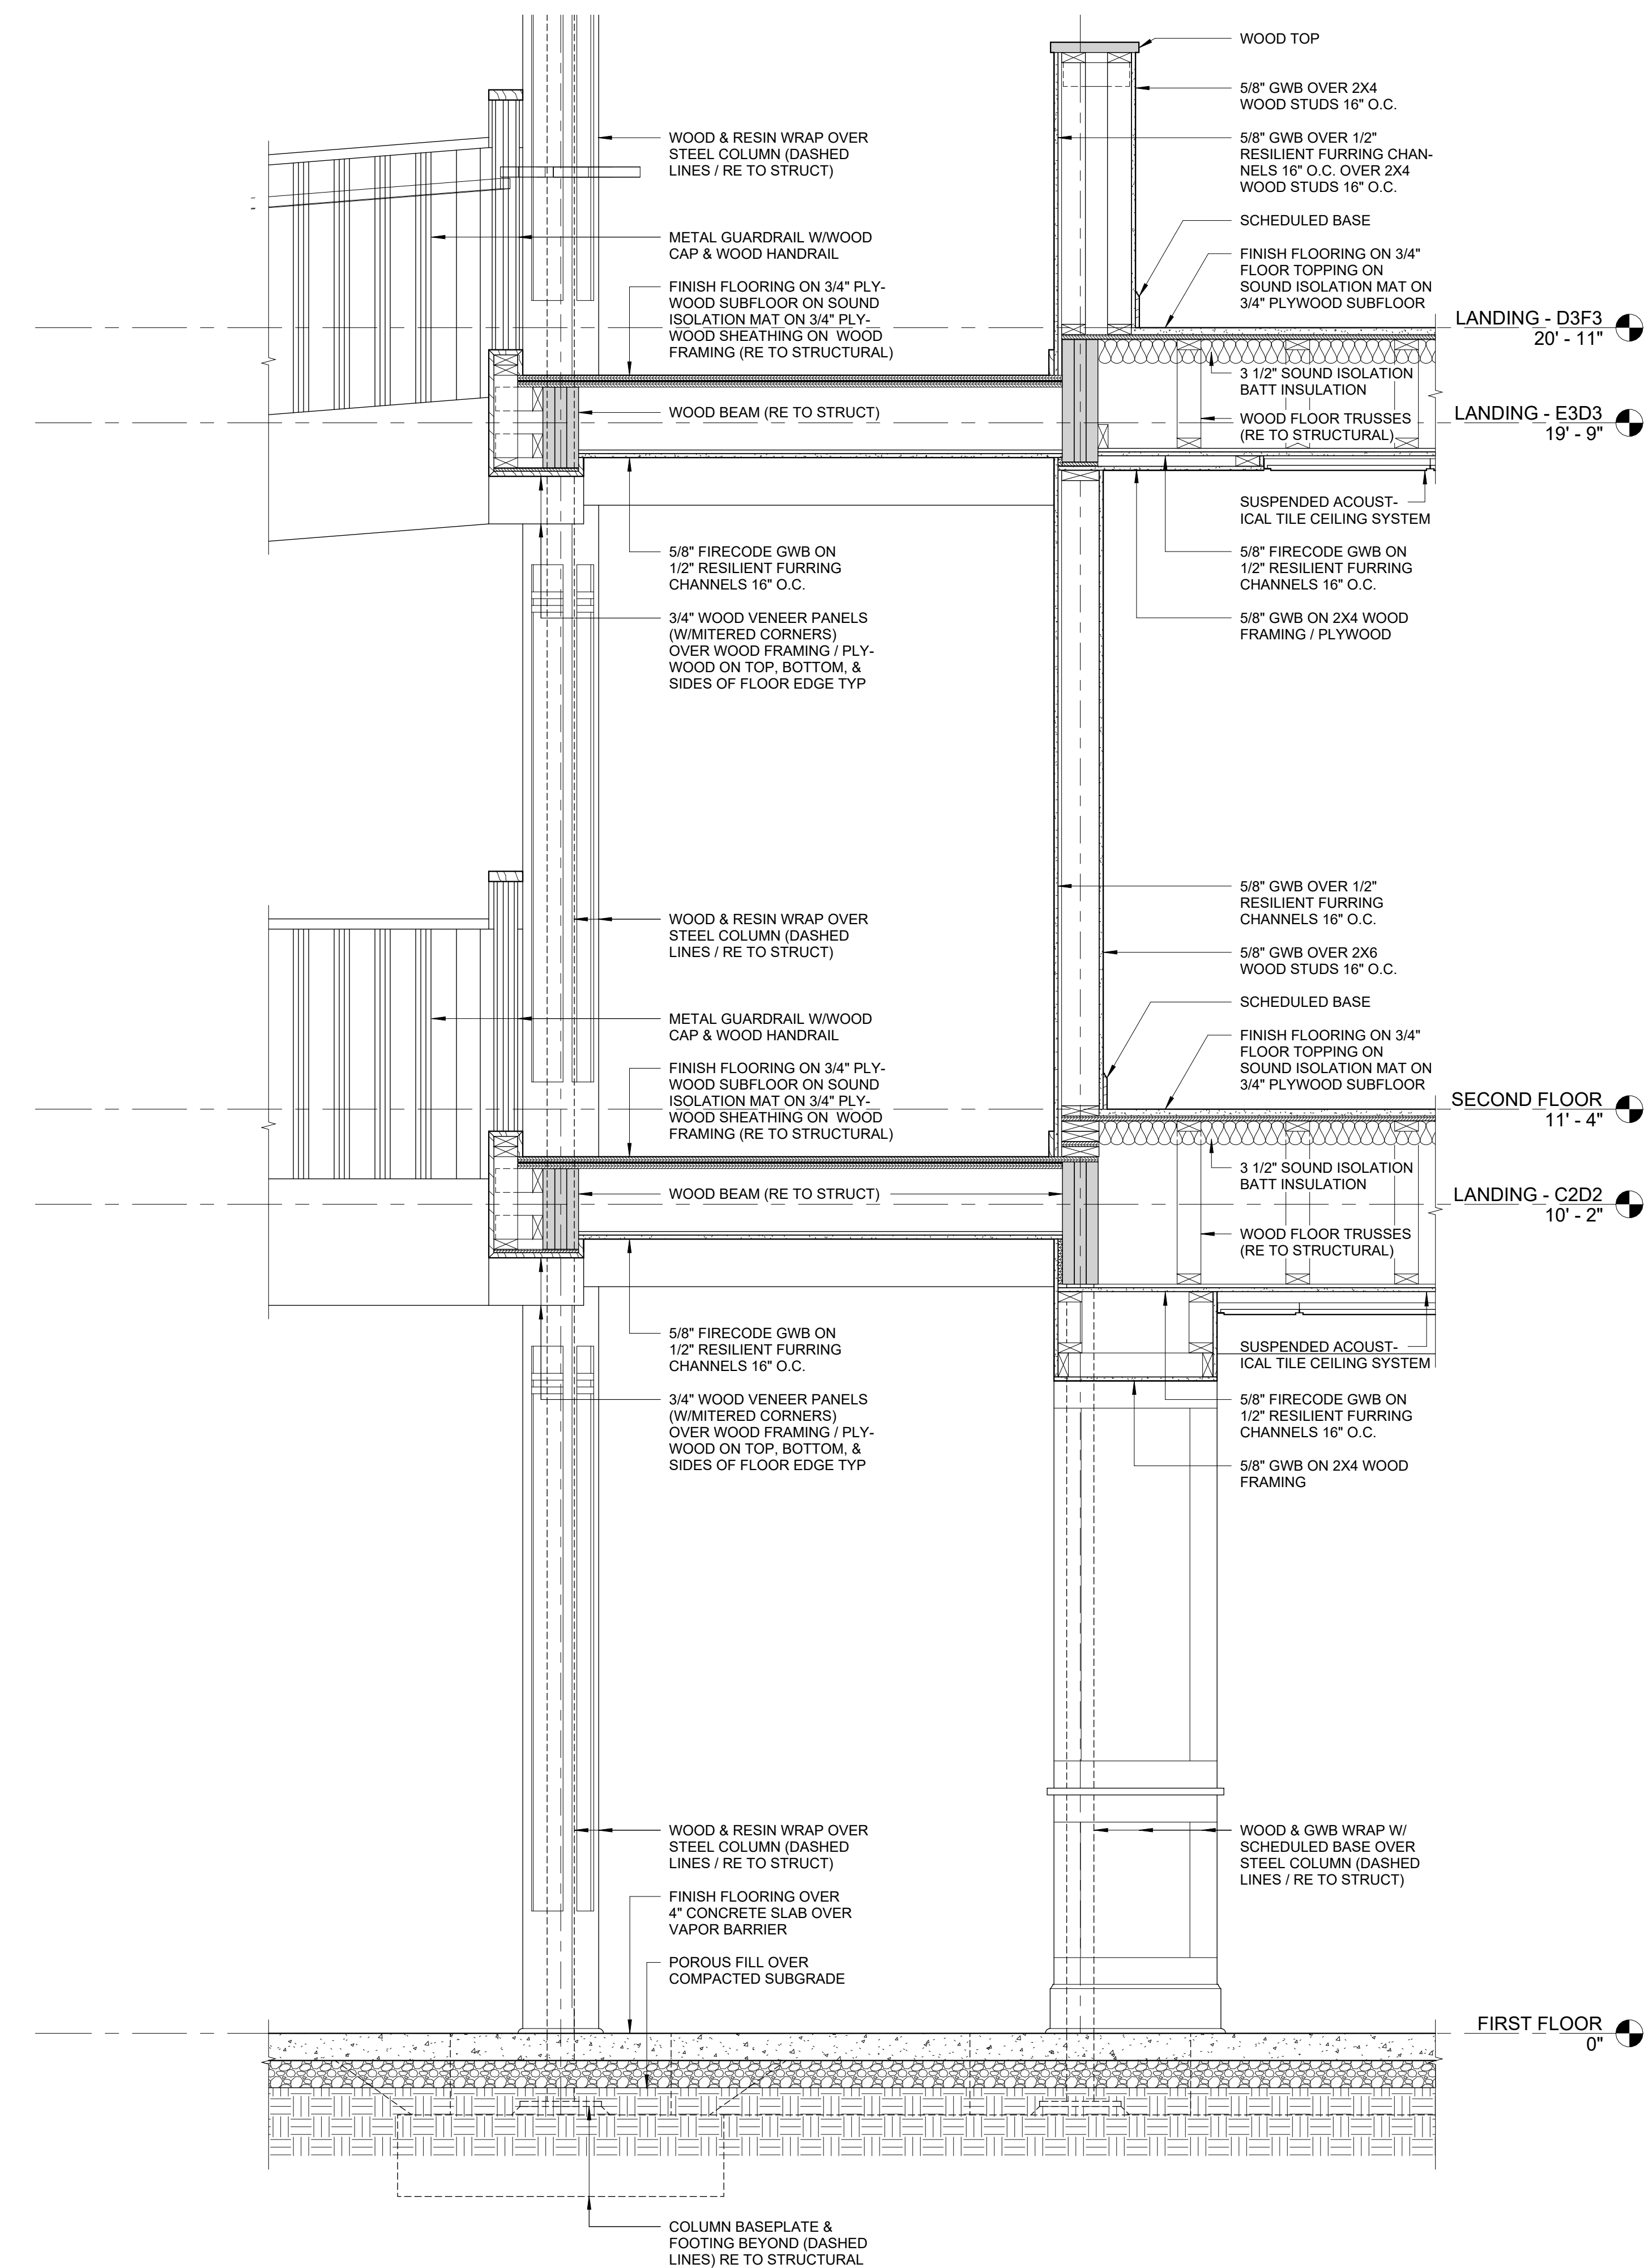 WOOD TOP
5/8" GWB OVER 2X4
WOOD STUDS 16" O.C.
WOOD & RESIN WRAP OVER
STEEL COLUMN (DASHED
LINES / RE TO STRUCT)
5/8" GWB OVER 1/2"
RESILIENT FURRING CHAN-
NELS 16" O.C. OVER 2X4
WOOD STUDS 16" O.C.
SCHEDULED BASE
METAL GUARDRAIL W/WOOD
CAP & WOOD HANDRAIL
FINISH FLOORING ON 3/4"
FLOOR TOPPING ON
SOUND ISOLATION MAT ON
3/4" PLYWOOD SUBFLOOR
FINISH FLOORING ON 3/4" PLY-
WOOD SUBFLOOR ON SOUND
ISOLATION MAT ON 3/4" PLY-
WOOD SHEATHING ON WOOD
FRAMING (RE TO STRUCTURAL)
LANDING - D3F3
20' - 11"
3 1/2" SOUND ISOLATION
BATT INSULATION
WOOD BEAM (RE TO STRUCT)
WOOD FLOOR TRUSSES
(RE TO STRUCTURAL)
LANDING - E3D3
19' - 9"
SUSPENDED ACOUST-
ICAL TILE CEILING SYSTEM
5/8" FIRECODE GWB ON
1/2" RESILIENT FURRING
CHANNELS 16" O.C.
5/8" FIRECODE GWB ON
1/2" RESILIENT FURRING
CHANNELS 16" O.C.
3/4" WOOD VENEER PANELS
(W/MITERED CORNERS)
OVER WOOD FRAMING / PLY-
WOOD ON TOP, BOTTOM, &
SIDES OF FLOOR EDGE TYP
5/8" GWB ON 2X4 WOOD
FRAMING / PLYWOOD
5/8" GWB OVER 1/2"
RESILIENT FURRING
CHANNELS 16" O.C.
WOOD & RESIN WRAP OVER
STEEL COLUMN (DASHED
LINES / RE TO STRUCT)
5/8" GWB OVER 2X6
WOOD STUDS 16" O.C.
SCHEDULED BASE
METAL GUARDRAIL W/WOOD
CAP & WOOD HANDRAIL
FINISH FLOORING ON 3/4"
FLOOR TOPPING ON
SOUND ISOLATION MAT ON
3/4" PLYWOOD SUBFLOOR
FINISH FLOORING ON 3/4" PLY-
WOOD SUBFLOOR ON SOUND
ISOLATION MAT ON 3/4" PLY-
WOOD SHEATHING ON WOOD
FRAMING (RE TO STRUCTURAL)
SECOND FLOOR
11' - 4"
3 1/2" SOUND ISOLATION
BATT INSULATION
WOOD BEAM (RE TO STRUCT)
LANDING - C2D2
10' - 2"
WOOD FLOOR TRUSSES
(RE TO STRUCTURAL)
5/8" FIRECODE GWB ON
1/2" RESILIENT FURRING
CHANNELS 16" O.C.
SUSPENDED ACOUST-
ICAL TILE CEILING SYSTEM
3/4" WOOD VENEER PANELS
(W/MITERED CORNERS)
OVER WOOD FRAMING / PLY-
WOOD ON TOP, BOTTOM, &
SIDES OF FLOOR EDGE TYP
5/8" FIRECODE GWB ON
1/2" RESILIENT FURRING
CHANNELS 16" O.C.
5/8" GWB ON 2X4 WOOD
FRAMING
WOOD & RESIN WRAP OVER
STEEL COLUMN (DASHED
LINES / RE TO STRUCT)
WOOD & GWB WRAP W/
SCHEDULED BASE OVER
STEEL COLUMN (DASHED
LINES / RE TO STRUCT)
FINISH FLOORING OVER
4" CONCRETE SLAB OVER
VAPOR BARRIER
POROUS FILL OVER
COMPACTED SUBGRADE
FIRST FLOOR
0"
COLUMN BASEPLATE &
FOOTING BEYOND (DASHED
LINES) RE TO STRUCTURAL